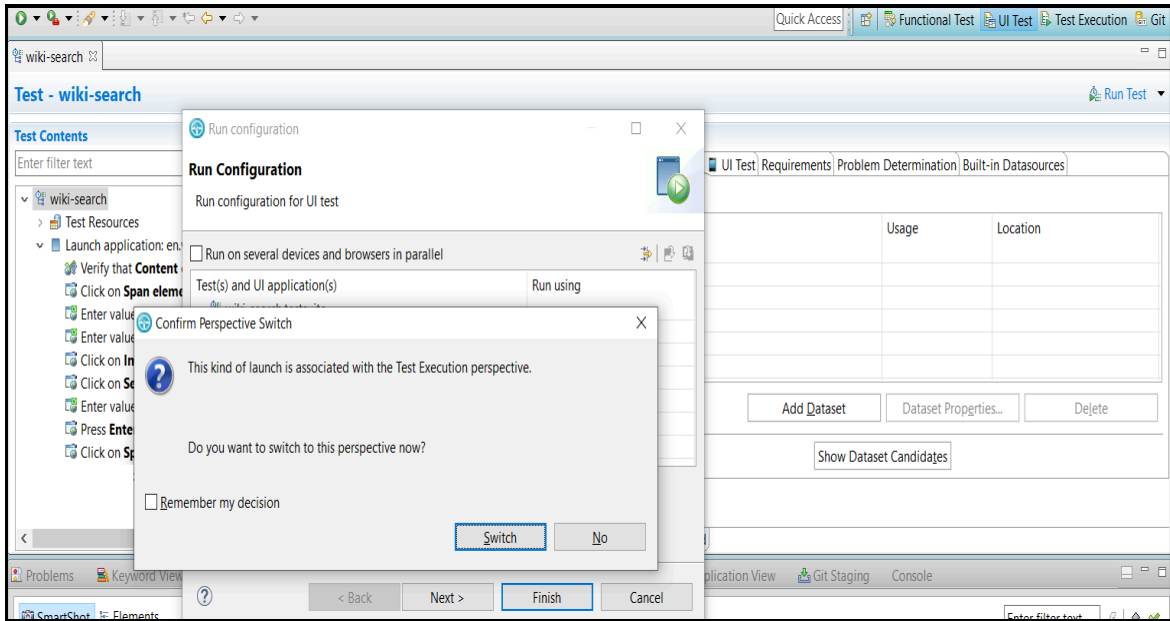 Quick Access
Functional Test
UI Test
Test Execution
Git
wiki-search
Test - wiki-search
Run Test
Test Contents
Enter filter text
wiki-search
Test Resources
Launch application: en.
Verify that Content
Click on Span eleme
Enter value
Enter value
Click on In
Click on Se
Enter value
Press Ente
Click on Sp
Run configuration
Run Configuration
Run configuration for UI test
Run on several devices and browsers in parallel
Test(s) and UI application(s)
Run using
Confirm Perspective Switch
This kind of launch is associated with the Test Execution perspective.
Do you want to switch to this perspective now?
Remember my decision
Switch
No
< Back
Next >
Finish
Cancel
UI Test
Requirements
Problem Determination
Built-in Datasources
Usage
Location
Add Dataset
Dataset Properties...
Delete
Show Dataset Candidates
Problems
Keyword View
plication View
Git Staging
Console
SmartShot
Elements
Enter filter text